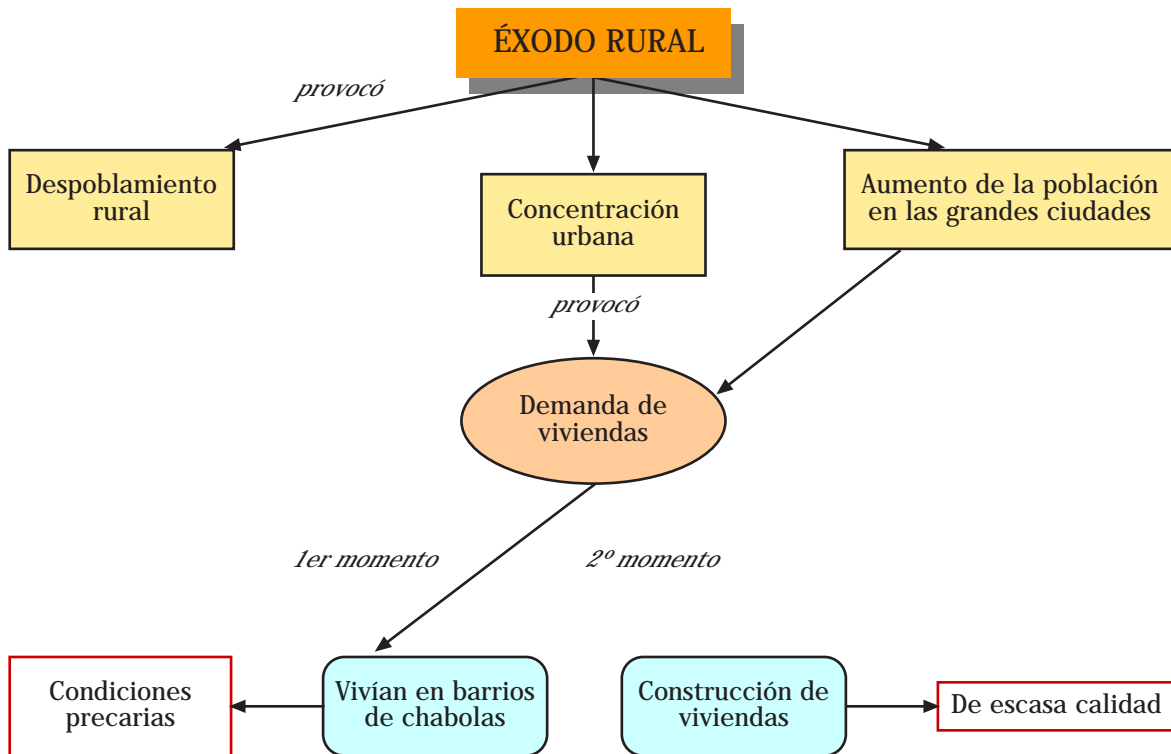 ÉXODO RURAL
provocó
Despoblamiento
rural
Concentración
urbana
Aumento de la población
en las grandes ciudades
provocó
Demanda de
viviendas
1er momento
2º momento
Condiciones
precarias
Vivían en barrios
de chabolas
Construcción de
viviendas
De escasa calidad